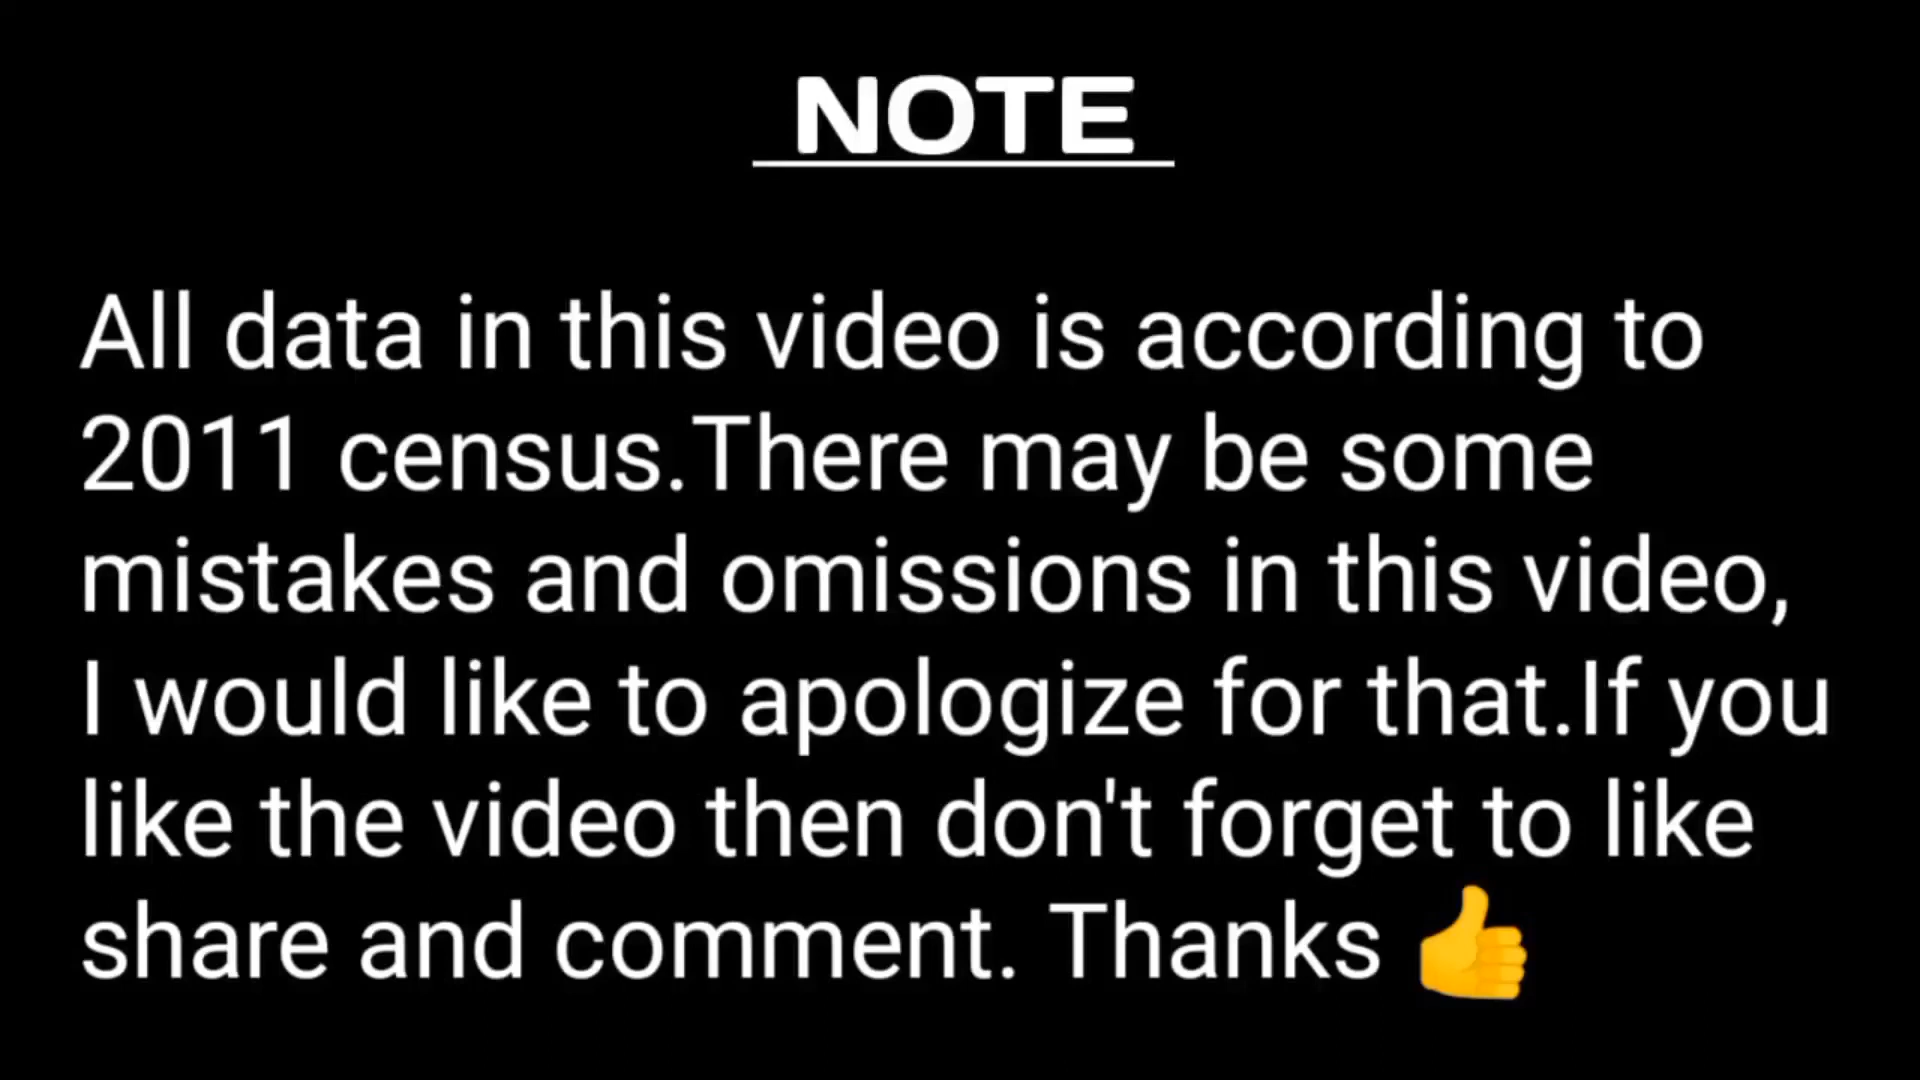 NOTE
All data in this video is according to
2011 census.There may be some
mistakes and omissions in this video,
I would like to apologize for that.If you
like the video then don't forget to like
share and comment. Thanks 👍